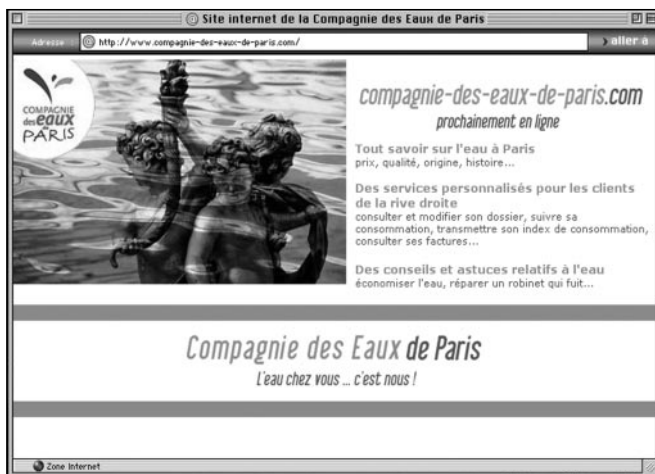 Site internet de la Compagnie des Eaux de Paris
Adresse
http://www.compagnie-des-eaux-de-paris.com/
aller à
COMPAGNIE
des eaux
de
PARIS
compagnie-des-eaux-de-paris.com
prochainement en ligne
Tout savoir sur l'eau à Paris
prix, qualité, origine, histoire...
Des services personnalisés pour les clients
de la rive droite
consulter et modifier son dossier, suivre sa
consommation, transmettre son index de consommation,
consulter ses factures...
Des conseils et astuces relatifs à l'eau
économiser l'eau, réparer un robinet qui fuit...
Compagnie des Eaux de Paris
L'eau chez vous ... c'est nous !
Zone Internet